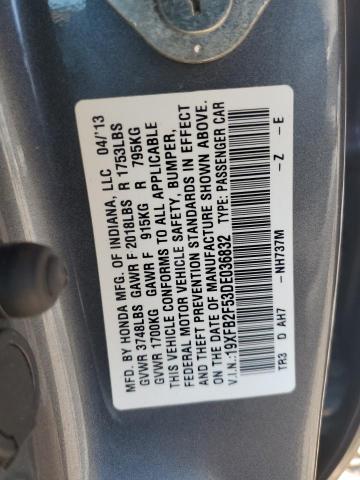 MFD. BY HONDA MFG. OF INDIANA, LLC 04/'13
GVWR 3748LBS GAWR F 2018LBS R 1753LBS
GVWR 1700KG GAWR F 915KG R 795KG
THIS VEHICLE CONFORMS TO ALL APPLICABLE
FEDERAL MOTOR VEHICLE SAFETY, BUMPER,
AND THEFT PREVENTION STANDARDS IN EFFECT
ON THE DATE OF MANUFACTURE SHOWN ABOVE.
V.I.N.:19XFB2F53DE036832 TYPE: PASSENGER CAR
TR3 D AH7 -NH737M -Z -E